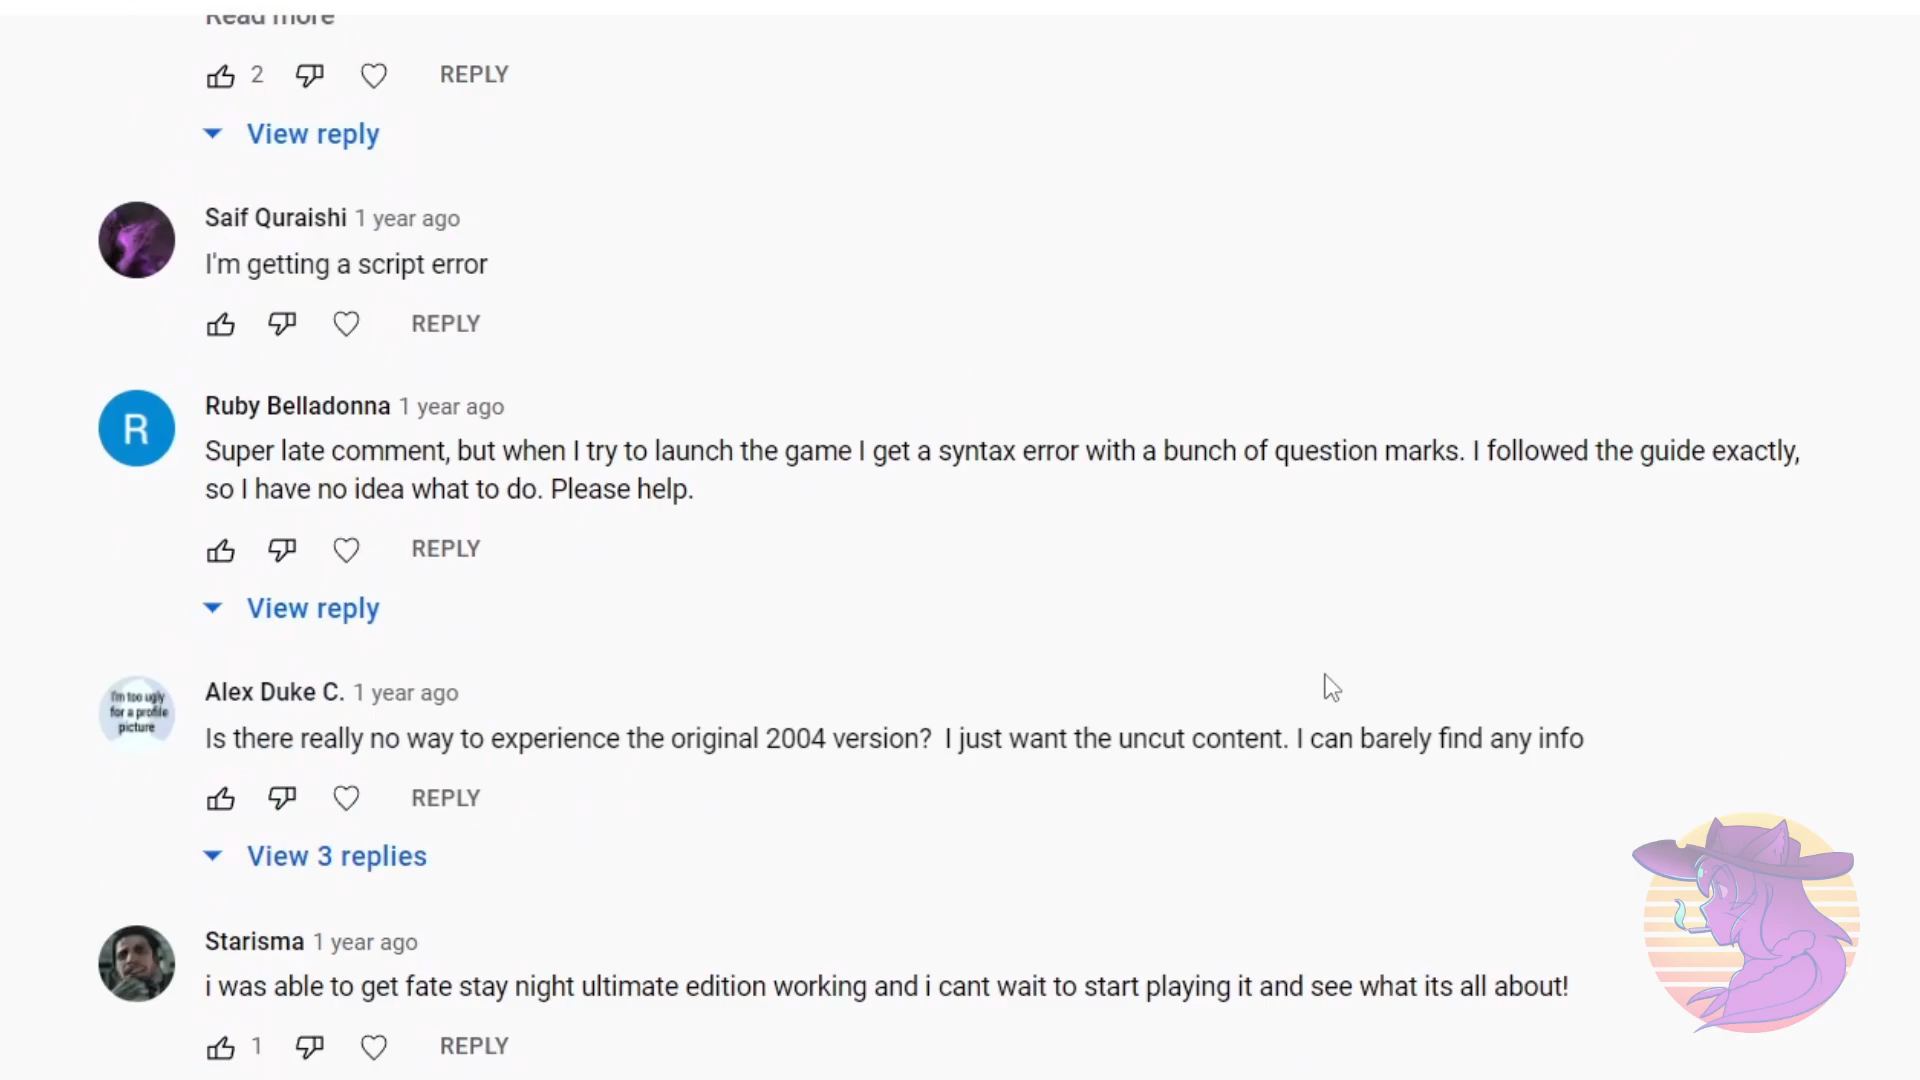 Read more
2 REPLY
View reply
Saif Quraishi 1 year ago
I'm getting a script error
REPLY
R
Ruby Belladonna 1 year ago
Super late comment, but when I try to launch the game I get a syntax error with a bunch of question marks. I followed the guide exactly,
so I have no idea what to do. Please help.
REPLY
View reply
I'm too ugly
for a profile
picture
Alex Duke C. 1 year ago
Is there really no way to experience the original 2004 version? I just want the uncut content. I can barely find any info
REPLY
View 3 replies
Starisma 1 year ago
i was able to get fate stay night ultimate edition working and i cant wait to start playing it and see what its all about!
1 REPLY